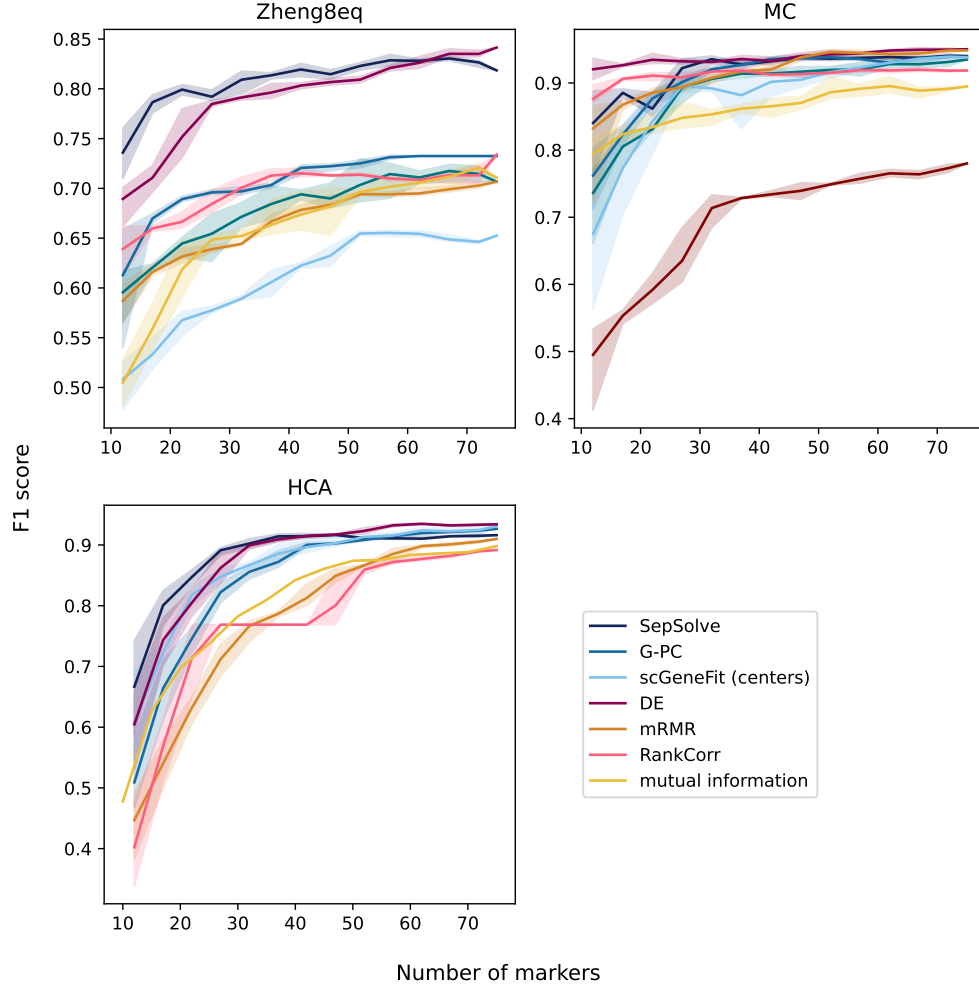 Zheng8eq
0.85
0.80
0.75
0.70
0.65
0.60
0.55
0.50
10 20 30 40 50 60 70
MC
0.9
0.8
0.7
0.6
0.5
0.4
10 20 30 40 50 60 70
F1 score
HCA
0.9
0.8
0.7
0.6
0.5
0.4
10 20 30 40 50 60 70
SepSolve
G-PC
scGeneFit (centers)
DE
mRMR
RankCorr
mutual information
Number of markers